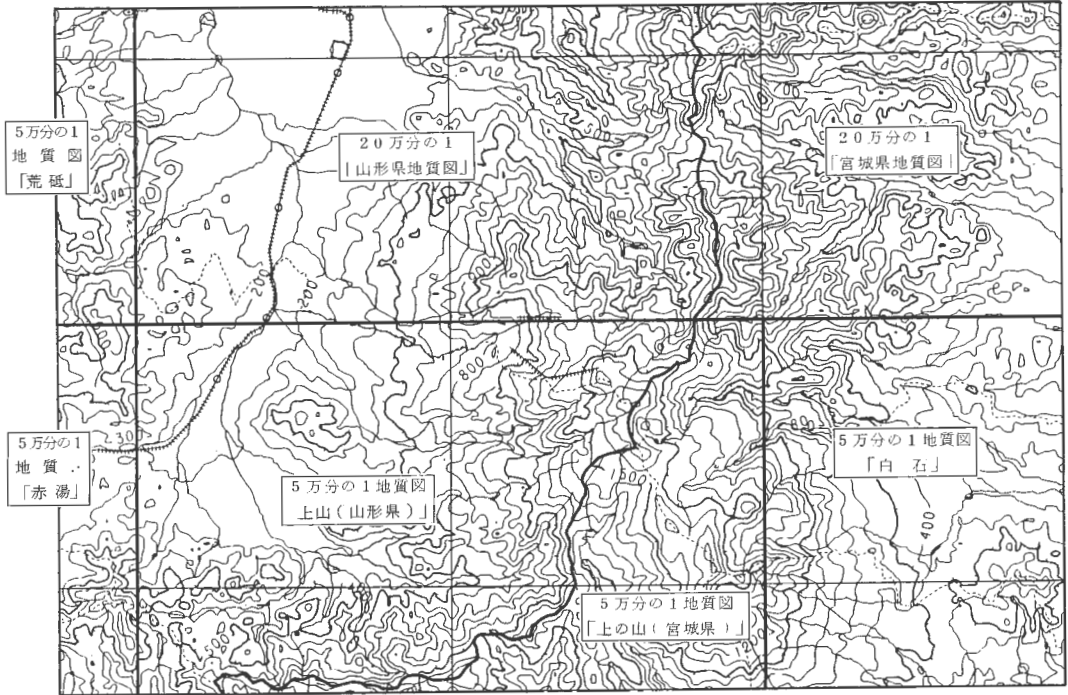 5万分の1
地質図
「荒砥」
20万分の1
「山形県地質図」
20万分の1
「宮城県地質図」
200
200
800
2300
5万分の1
地質.
「赤湯」
5万分の1地質図
上山(山形県)」
5万分の1地質図
「白石」
400
5万分の1地質図
「上の山(宮城県)」
500